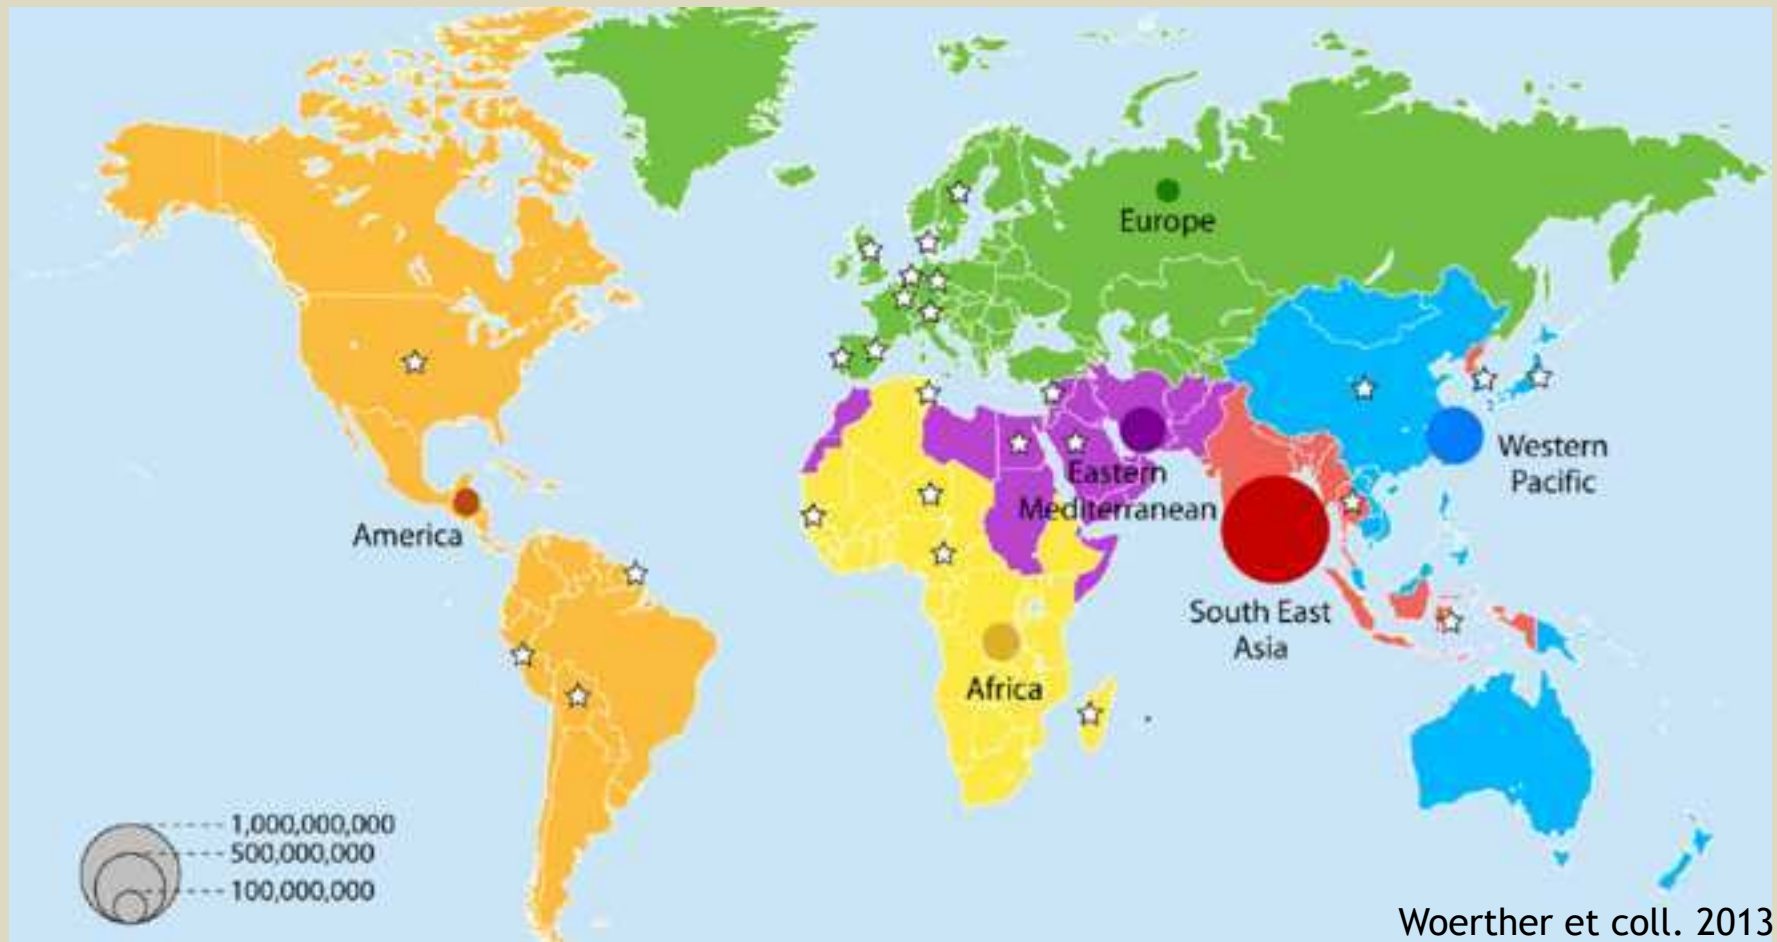 Europe
Western
Pacific
Eastern
Mediterranean
America
South East
Asia
Africa
1,000,000,000
500,000,000
100,000,000
Woerther et coll. 2013